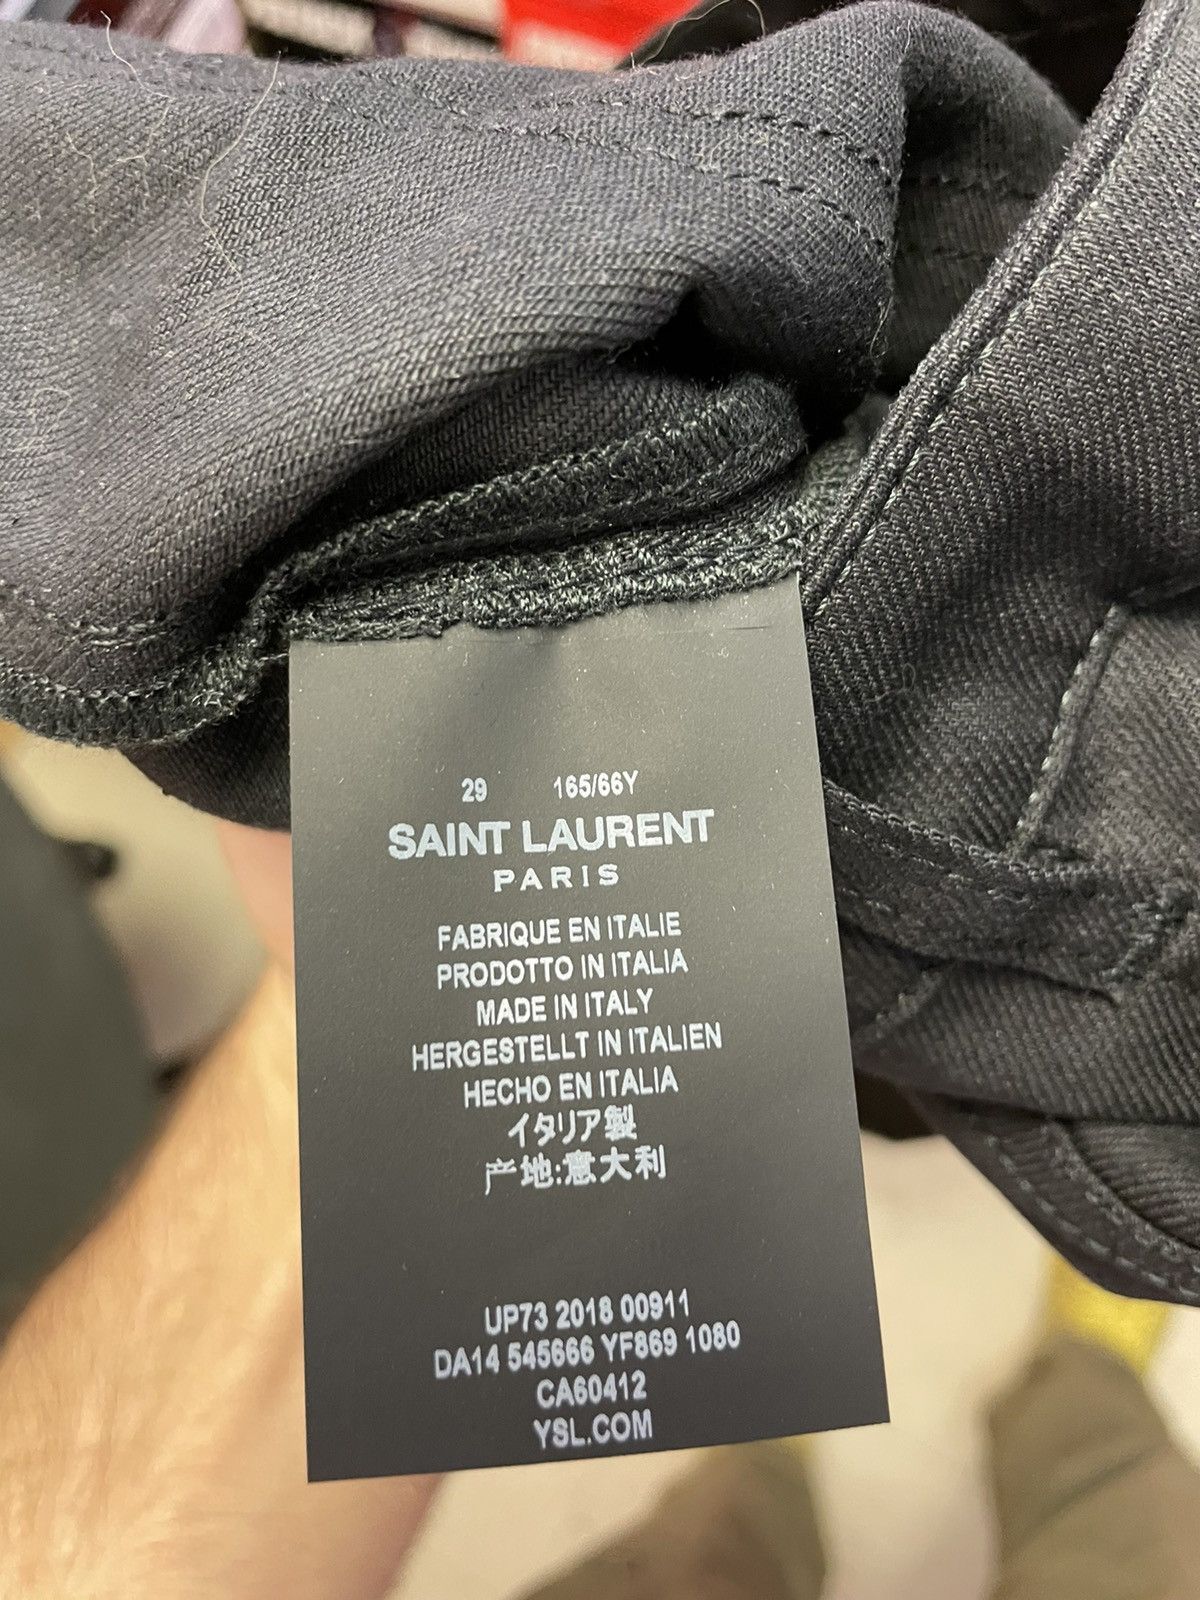 29 165/66Y
SAINT LAURENT
PARIS
FABRIQUE EN ITALIE
PRODOTTO IN ITALIA
MADE IN ITALY
HERGESTELLT IN ITALIEN
HECHO EN ITALIA
イタリア製
产地:意大利
UP73 2018 00911
DA14 545666 YF869 1080
CA60412
YSL.COM